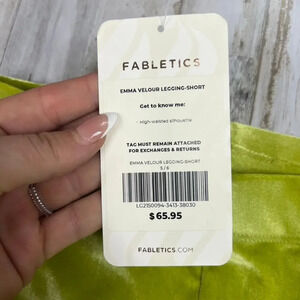 FABLETICS
EMMA VELOUR LEGGING-SHORT
Get to know me:
- High-waisted silhouette
TAG MUST REMAIN ATTACHED
FOR EXCHANGES & RETURNS
EMMA VELOUR LEGGING-SHORT
S / 6
LG2150094-3413-38030
$65.95
FABLETICS.COM